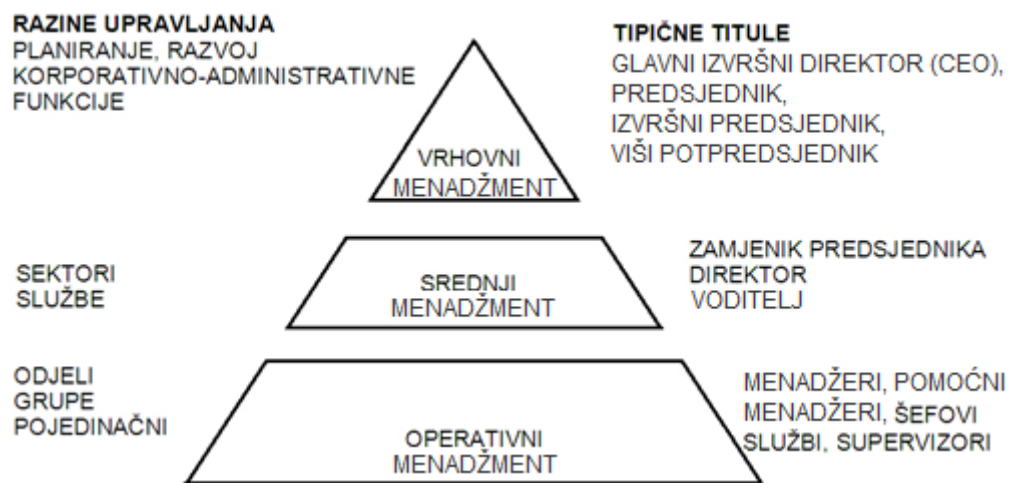 RAZINE UPRAVLJANJA
PLANIRANJE, RAZVOJ
KORPORATIVNO-ADMINISTRATIVNE
FUNKCIJE
TIPIČNE TITULE
GLAVNI IZVRŠNI DIREKTOR (CEO),
PREDSJEDNIK,
IZVRŠNI PREDSJEDNIK,
VIŠI POTPREDSJEDNIK
VRHOVNI
MENADŽMENT
SEKTORI
SLUŽBE
SREDNJI
MENADŽMENT
ZAMJENIK PREDSJEDNIKA
DIREKTOR
VODITELJ
ODJELI
GRUPE
POJEDINAČNI
OPERATIVNI
MENADŽMENT
MENADŽERI, POMOĆNI
MENADŽERI, ŠEFOVI
SLUŽBI, SUPERVIZORI